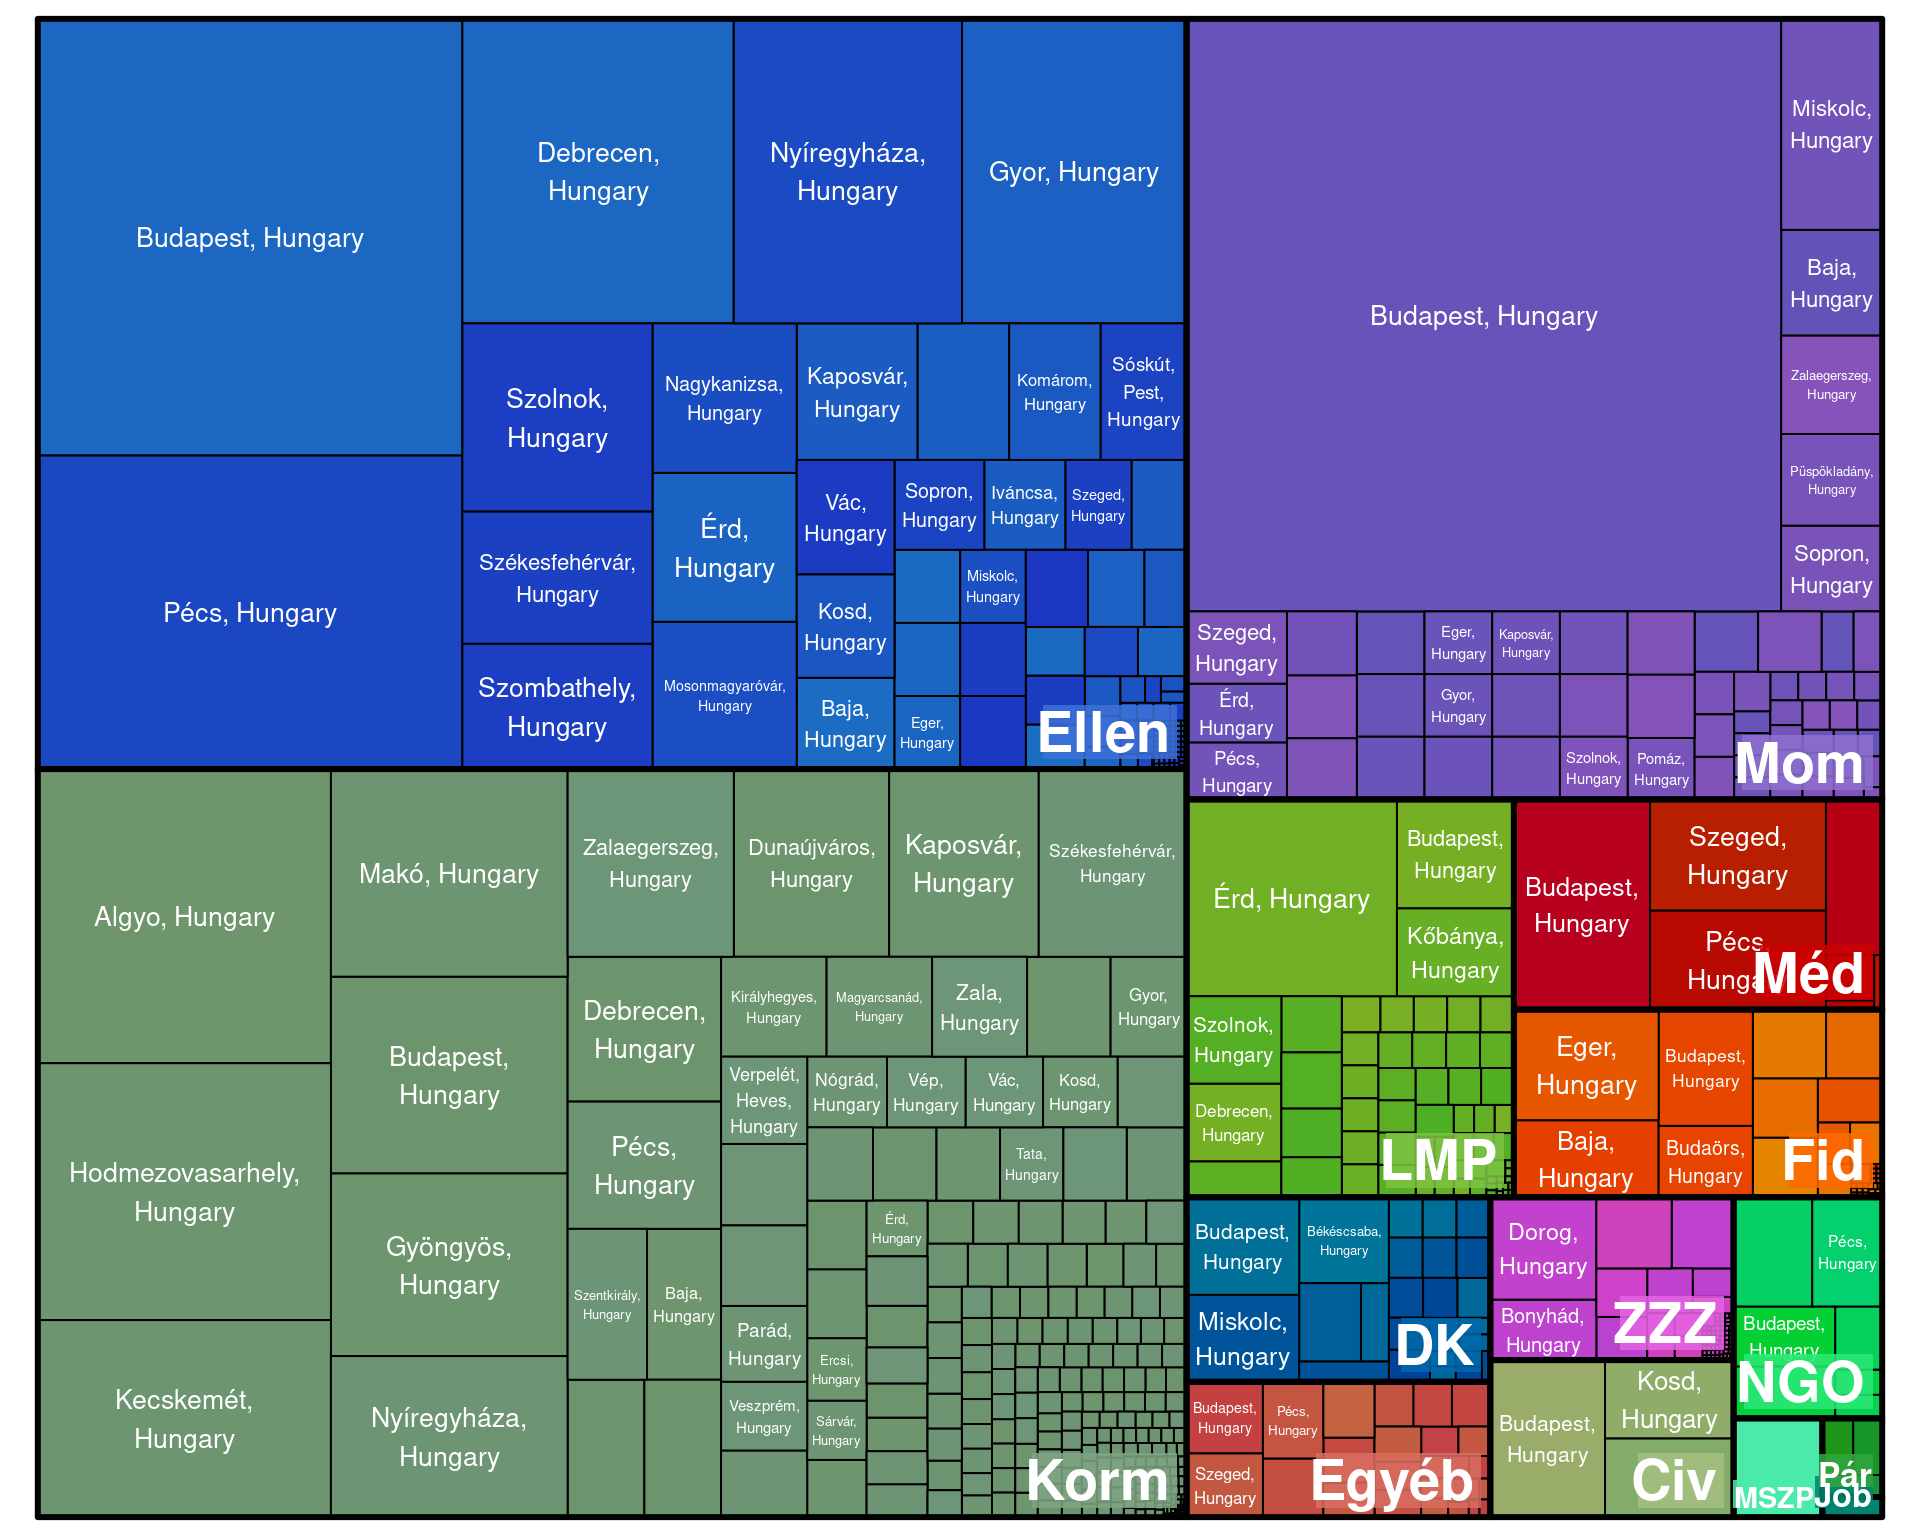 Budapest, Hungary
Debrecen,
Hungary
Nyíregyháza,
Hungary
Gyor, Hungary
Pécs, Hungary
Szolnok,
Hungary
Székesfehérvár,
Hungary
Szombathely,
Hungary
Nagykanizsa,
Hungary
Érd,
Hungary
Mosonmagyaróvár,
Hungary
Kaposvár,
Hungary
Komárom,
Hungary
Sóskút,
Pest,
Hungary
Vác,
Hungary
Sopron,
Hungary
Iváncsa,
Hungary
Szeged,
Hungary
Kosd,
Hungary
Miskolc,
Hungary
Baja,
Hungary
Eger,
Hungary
Ellen
Budapest, Hungary
Miskolc,
Hungary
Baja,
Hungary
Zalaegerszeg,
Hungary
Püspökladány,
Hungary
Sopron,
Hungary
Szeged,
Hungary
Érd,
Hungary
Pécs,
Hungary
Eger,
Hungary
Kaposvár,
Hungary
Gyor,
Hungary
Szolnok,
Hungary
Pomáz,
Hungary
Mom
Algyo, Hungary
Hodmezovasarhely,
Hungary
Kecskemét,
Hungary
Makó, Hungary
Budapest,
Hungary
Gyöngyös,
Hungary
Nyíregyháza,
Hungary
Zalaegerszeg,
Hungary
Dunaújváros,
Hungary
Kaposvár,
Hungary
Székesfehérvár,
Hungary
Debrecen,
Hungary
Pécs,
Hungary
Szentkirály,
Hungary
Baja,
Hungary
Királyhegyes,
Hungary
Magyarcsanád,
Hungary
Zala,
Hungary
Gyor,
Hungary
Verpelét,
Heves,
Hungary
Nógrád,
Hungary
Vép,
Hungary
Vác,
Hungary
Kosd,
Hungary
Tata,
Hungary
Érd,
Hungary
Parád,
Hungary
Veszprém,
Hungary
Ercsi,
Hungary
Sárvár,
Hungary
Korm
Érd, Hungary
Budapest,
Hungary
Kőbánya,
Hungary
Szolnok,
Hungary
Debrecen,
Hungary
LMP
Budapest,
Hungary
Szeged,
Hungary
Pécs,
Hungary
Méd
Eger,
Hungary
Baja,
Hungary
Budapest,
Hungary
Budaörs,
Hungary
Fid
Budapest,
Hungary
Békéscsaba,
Hungary
Miskolc,
Hungary
DK
Dorog,
Hungary
Bonyhád,
Hungary
ZZZ
Pécs,
Hungary
Budapest,
Hungary
NGO
Budapest,
Hungary
Pécs,
Hungary
Szeged,
Hungary
Egyéb
Budapest,
Hungary
Kosd,
Hungary
Civ
MSZP
Pár
Job